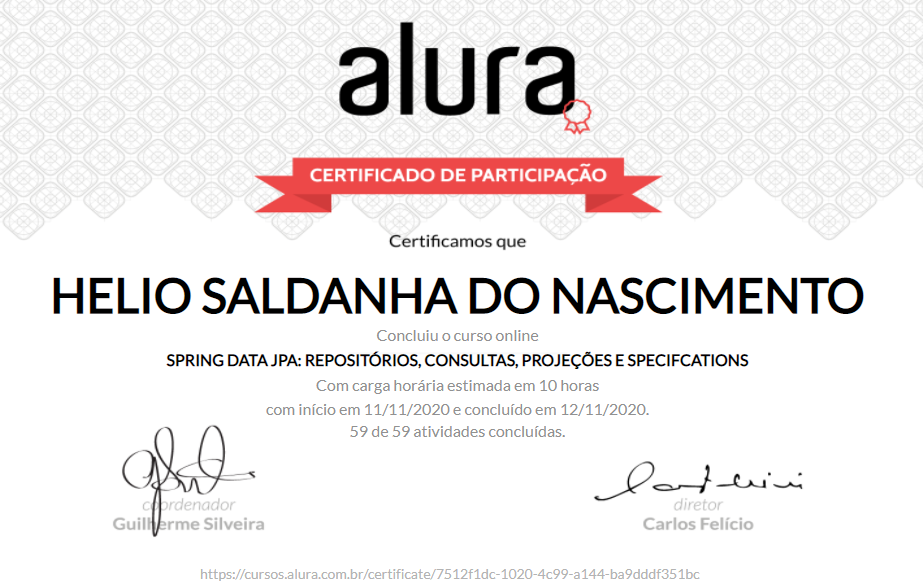 alura
CERTIFICADO DE PARTICIPAÇÃO
Certificamos que
HELIO SALDANHA DO NASCIMENTO
Concluiu o curso online
SPRING DATA JPA: REPOSITÓRIOS, CONSULTAS, PROJEÇÕES E SPECIFCATIONS
Com carga horária estimada em 10 horas
com início em 11/11/2020 e concluído em 12/11/2020.
59 de 59 atividades concluídas.
coordenador
Guilherme Silveira
diretor
Carlos Felício
https://cursos.alura.com.br/certificate/7512f1dc-1020-4c99-a144-ba9dddf351bc